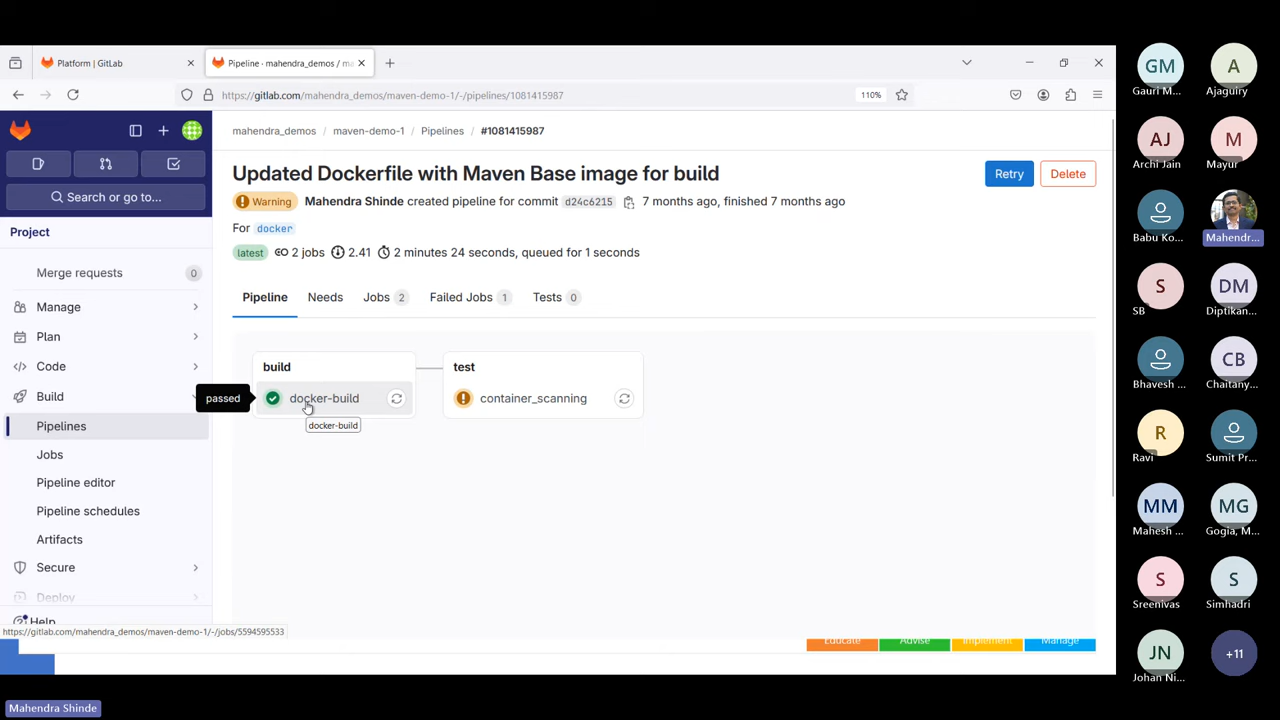 Platform | GitLab
Pipeline · mahendra_demos / ma
https://gitlab.com/mahendra_demos/maven-demo-1/-/pipelines/1081415987
110%
mahendra_demos / maven-demo-1 / Pipelines / #1081415987
Search or go to...
Project
Merge requests 0
Manage
Plan
Code
Build
Pipelines
Jobs
Pipeline editor
Pipeline schedules
Artifacts
Secure
Deploy
Help
Updated Dockerfile with Maven Base image for build
Retry
Delete
Warning Mahendra Shinde created pipeline for commit d24c6215 7 months ago, finished 7 months ago
For docker
latest 2 jobs 2.41 2 minutes 24 seconds, queued for 1 seconds
Pipeline Needs Jobs 2 Failed Jobs 1 Tests 0
build
passed
docker-build
docker-build
test
container_scanning
https://gitlab.com/mahendra_demos/maven-demo-1/-/jobs/5594595533
Educate Advise Implement Manage
GM
Gauri M...
A
Ajaguiry
AJ
Archi Jain
M
Mayur
Babu Ko...
Mahendr...
S
SB
DM
Diptikan...
Bhavesh ...
CB
Chaitany...
R
Ravi
Sumit Pr...
MM
Mahesh ...
MG
Gogia, M...
S
Sreenivas
S
Simhadri
JN
Johan Ni...
+11
Mahendra Shinde